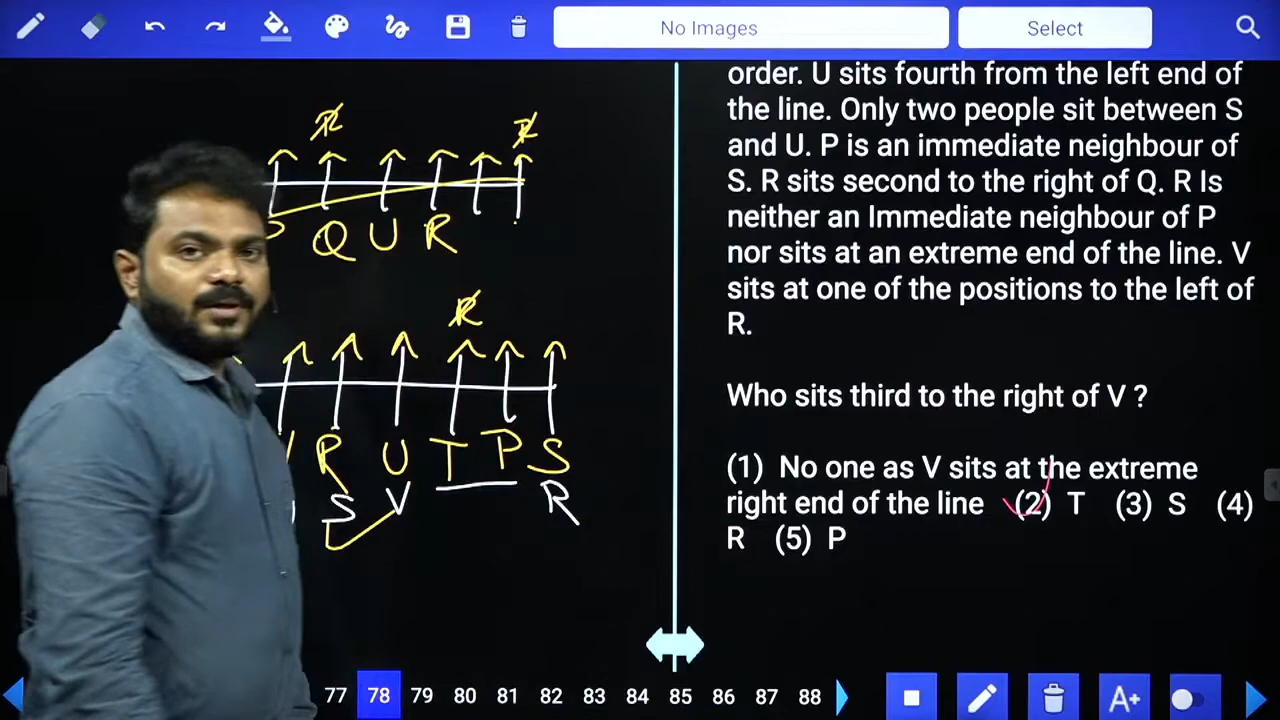 No Images
Select
order. U sits fourth from the left end of
the line. Only two people sit between S
and U. P is an immediate neighbour of
S. R sits second to the right of Q. R Is
neither an Immediate neighbour of P
nor sits at an extreme end of the line. V
sits at one of the positions to the left of
R.
Who sits third to the right of V ?
(1) No one as V sits at the extreme
right end of the line (2) T (3) S (4)
R (5) P
R R
Q U R
R
R U T P S
S V R
77 78 79 80 81 82 83 84 85 86 87 88
A+